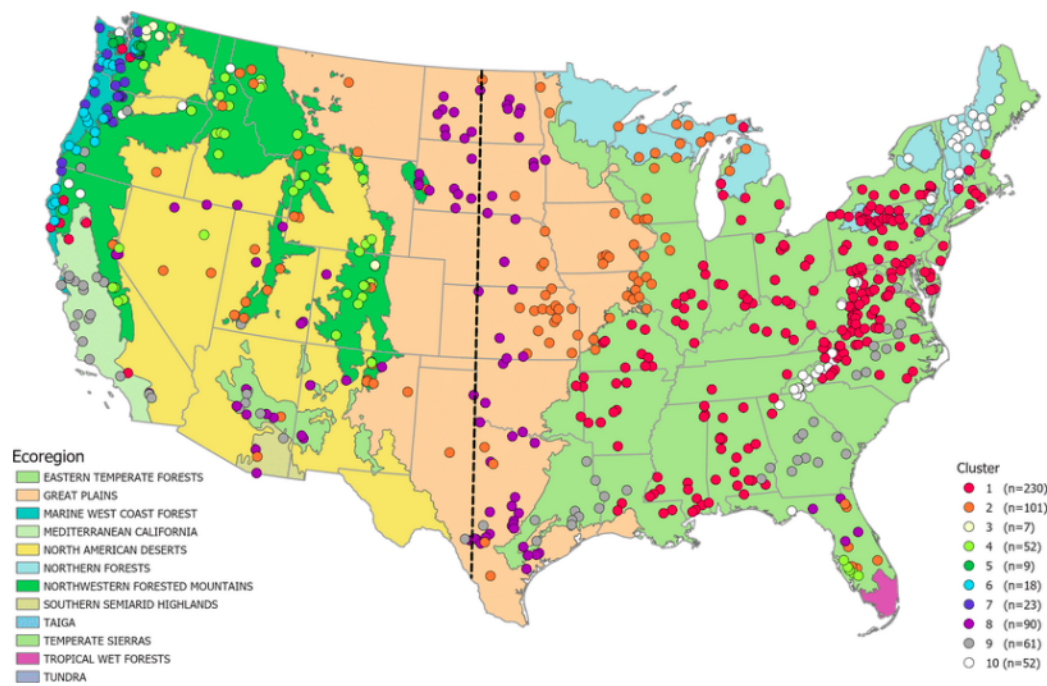 Ecoregion
EASTERN TEMPERATE FORESTS
GREAT PLAINS
MARINE WEST COAST FOREST
MEDITERRANEAN CALIFORNIA
NORTH AMERICAN DESERTS
NORTHERN FORESTS
NORTHWESTERN FORESTED MOUNTAINS
SOUTHERN SEMIARID HIGHLANDS
TAIGA
TEMPERATE SIERRAS
TROPICAL WET FORESTS
TUNDRA
Cluster
1 (n=230)
2 (n=101)
3 (n=7)
4 (n=52)
5 (n=9)
6 (n=18)
7 (n=23)
8 (n=90)
9 (n=61)
10 (n=52)